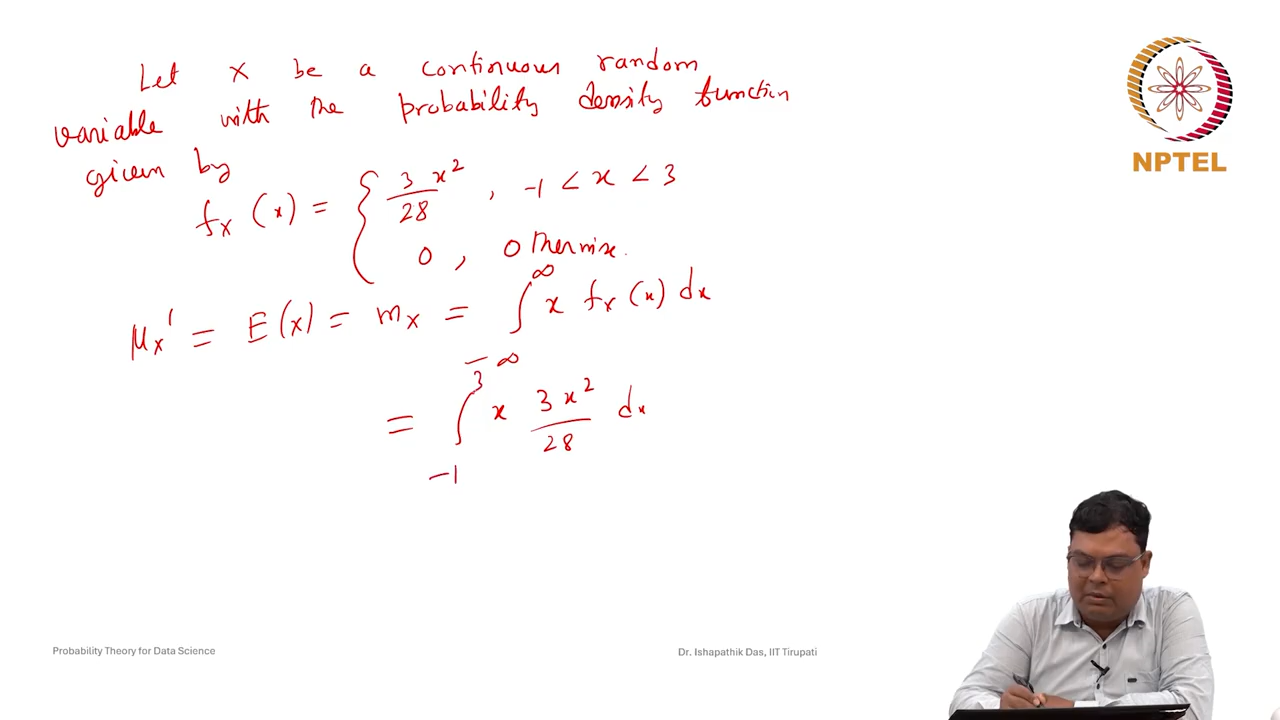 Let X be a continuous random
variable with the probability density function
given by
f_X (x) = { 3/28 x² , -1 < x < 3
0 , otherwise.
μ_X' = E(X) = m_X = ∫_{-∞}^{∞} x f_X (x) dx
= ∫_{-1}^{3} x 3x²/28 dx
NPTEL
Probability Theory for Data Science
Dr. Ishapathik Das, IIT Tirupati